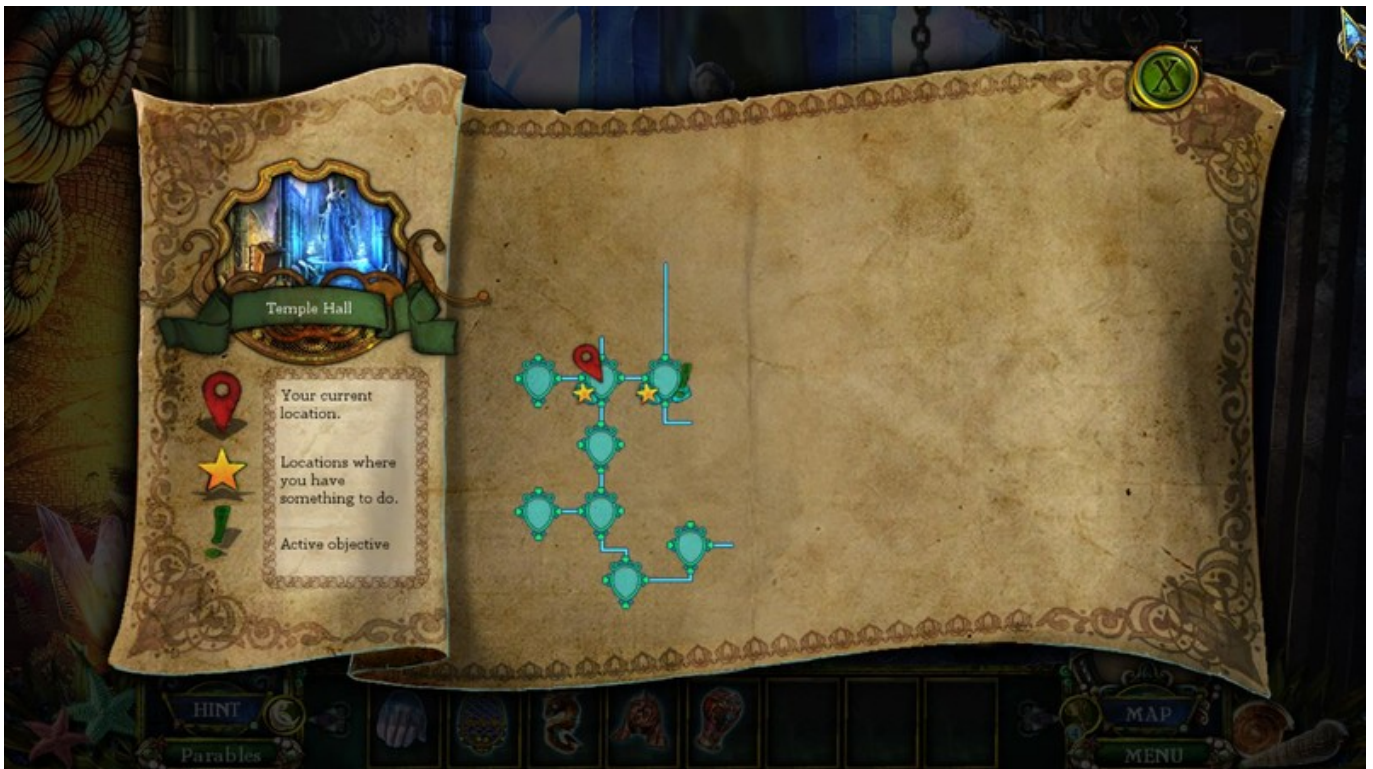 X
Temple Hall
Your current
location.
Locations where
you have
something to do.
Active objective
HINT
Parables
MAP
MENU